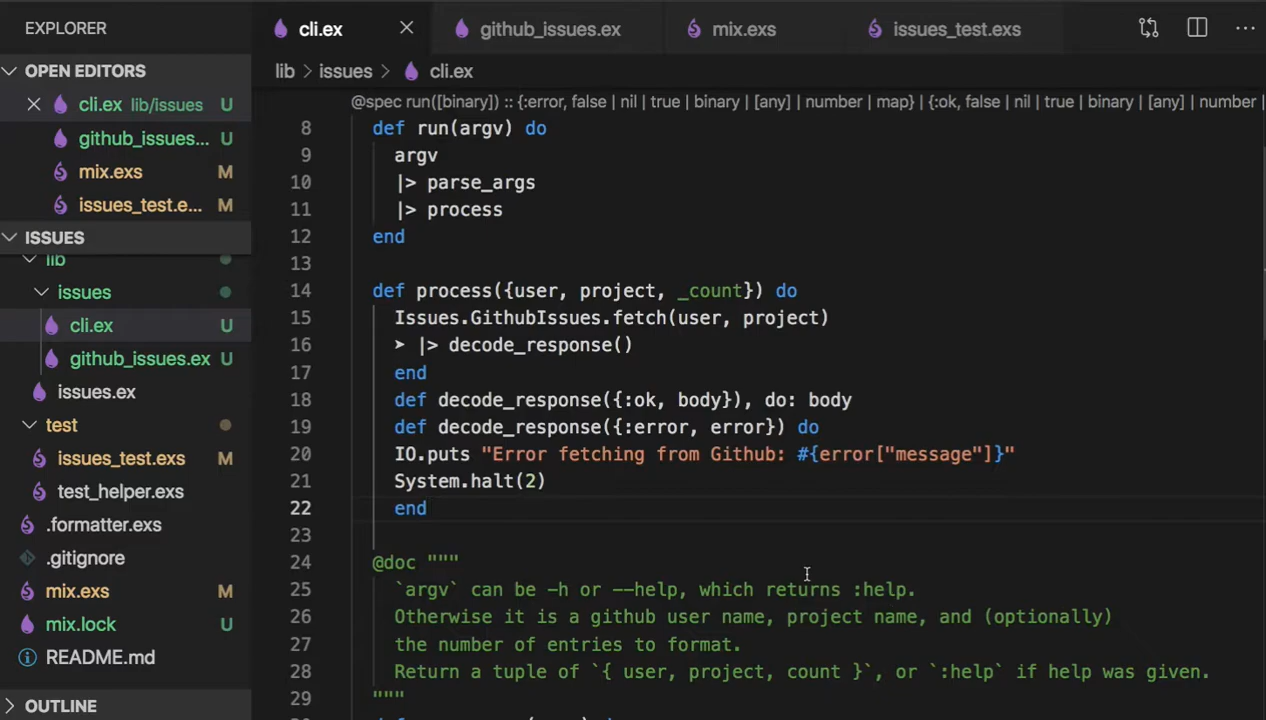 EXPLORER
cli.ex
github_issues.ex
mix.exs
issues_test.exs
OPEN EDITORS
cli.ex lib/issues U
github_issues... U
mix.exs M
issues_test.e... M
ISSUES
lib
issues
cli.ex U
github_issues.ex U
issues.ex
test
issues_test.exs M
test_helper.exs
.formatter.exs
.gitignore
mix.exs M
mix.lock U
README.md
OUTLINE
lib > issues > cli.ex
@spec run([binary]) :: {:error, false | nil | true | binary | [any] | number | map} | {:ok, false | nil | true | binary | [any] | number |
8 def run(argv) do
9 argv
10 |> parse_args
11 |> process
12 end
13
14 def process({user, project, _count}) do
15 Issues.GithubIssues.fetch(user, project)
16 ➤ |> decode_response()
17 end
18 def decode_response({:ok, body}), do: body
19 def decode_response({:error, error}) do
20 IO.puts "Error fetching from Github: #{error["message"]}"
21 System.halt(2)
22 end
23
24 @doc """
25 `argv` can be -h or --help, which returns :help.
26 Otherwise it is a github user name, project name, and (optionally)
27 the number of entries to format.
28 Return a tuple of `{ user, project, count }`, or `:help` if help was given.
29 """